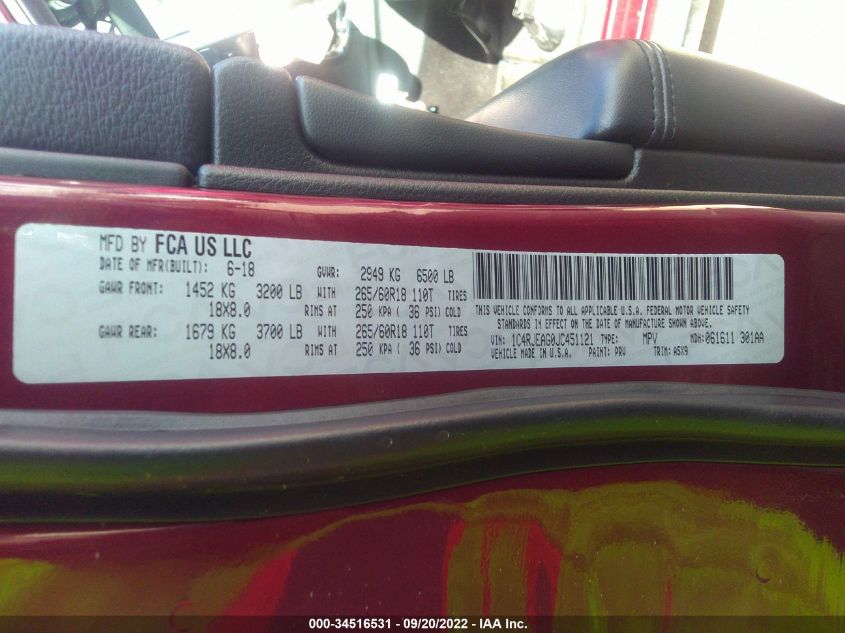 MFD BY FCA US LLC
DATE OF MFR(BUILT): 6-18 GVWR: 2949 KG 6500 LB
GAWR FRONT: 1452 KG 3200 LB WITH 265/60R18 110T TIRES
18X8.0 RIMS AT 250 KPA ( 36 PSI) COLD
GAWR REAR: 1679 KG 3700 LB WITH 265/60R18 110T TIRES
18X8.0 RIMS AT 250 KPA ( 36 PSI) COLD
THIS VEHICLE CONFORMS TO ALL APPLICABLE U.S.A. FEDERAL MOTOR VEHICLE SAFETY
STANDARDS IN EFFECT ON THE DATE OF MANUFACTURE SHOWN ABOVE.
VIN: 1C4RJEAG0JC451121 TYPE: MPV MDH: 061611 301AA
VEHICLE MADE IN U.S.A. PAINT: PRV TRIM: A5X9
000-34516531 - 09/20/2022 - IAA Inc.